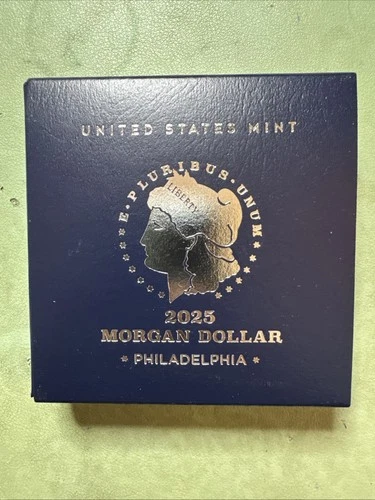 UNITED STATES MINT
E·PLURIBUS·UNUM
LIBERTY
2025
MORGAN DOLLAR
PHILADELPHIA